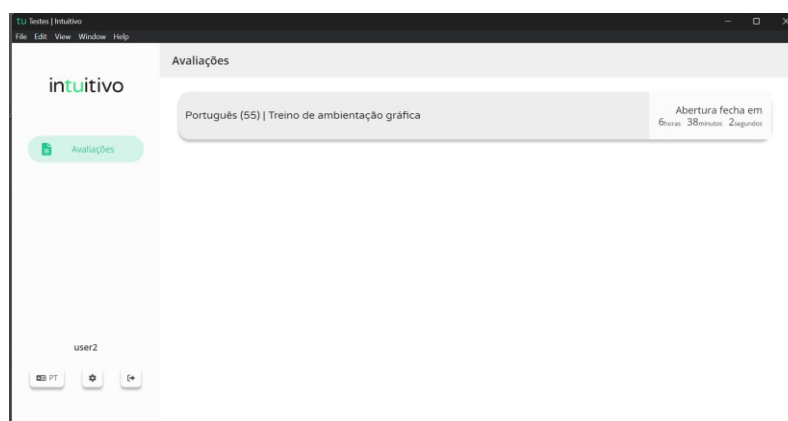 tu Testes | Intuitivo
File Edit View Window Help
intuitivo
Avaliações
user2
PT
Avaliações
Português (55) | Treino de ambientação gráfica
Abertura fecha em
6horas 38minutos 2segundos